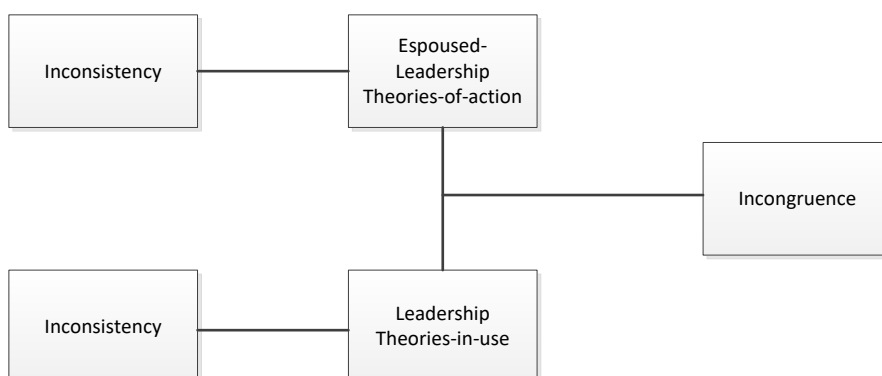 Inconsistency
Espoused-
Leadership
Theories-of-action
Incongruence
Inconsistency
Leadership
Theories-in-use